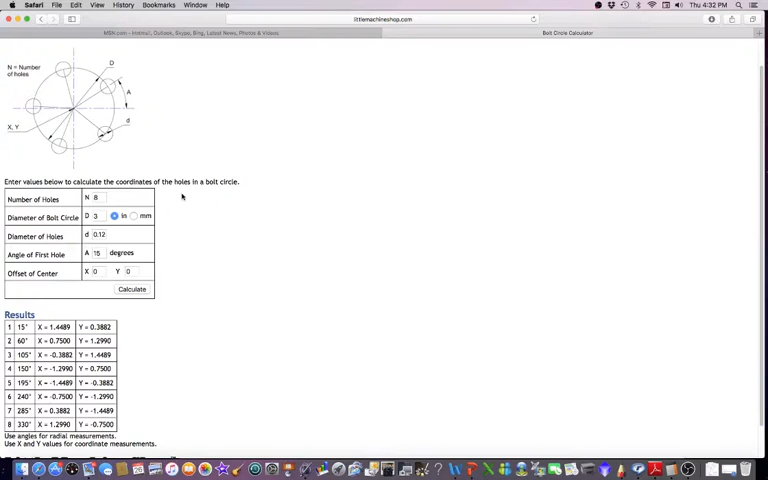 Safari File Edit View History Bookmarks Window Help
Thu 4:32 PM
littlemachineshop.com
MSN.com - Hotmail, Outlook, Skype, Bing, Latest News, Photos & Videos
Bolt Circle Calculator
N = Number
of holes
D
A
X, Y
d
Enter values below to calculate the coordinates of the holes in a bolt circle.
Number of Holes N 8
Diameter of Bolt Circle D 3 in mm
Diameter of Holes d 0.12
Angle of First Hole A 15 degrees
Offset of Center X 0 Y 0
Calculate
Results
1 15° X = 1.4489 Y = 0.3882
2 60° X = 0.7500 Y = 1.2990
3 105° X = -0.3882 Y = 1.4489
4 150° X = -1.2990 Y = 0.7500
5 195° X = -1.4489 Y = -0.3882
6 240° X = -0.7500 Y = -1.2990
7 285° X = 0.3882 Y = -1.4489
8 330° X = 1.2990 Y = -0.7500
Use angles for radial measurements.
Use X and Y values for coordinate measurements.